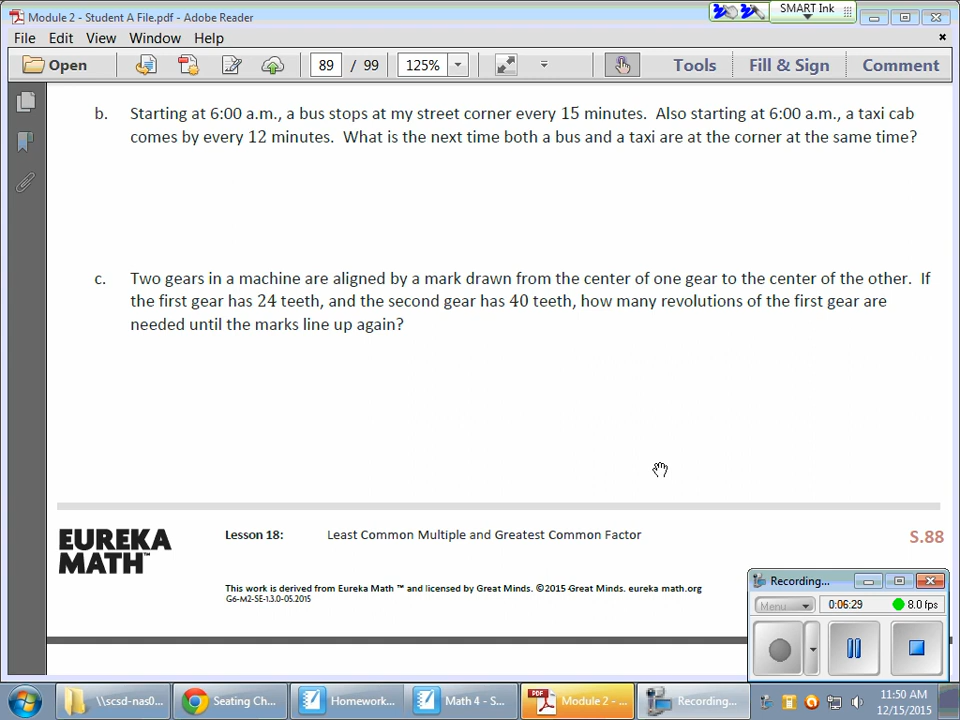 Module 2 - Student A File.pdf - Adobe Reader
SMART Ink
File Edit View Window Help
Open 89 / 99 125% Tools Fill & Sign Comment
b. Starting at 6:00 a.m., a bus stops at my street corner every 15 minutes. Also starting at 6:00 a.m., a taxi cab
comes by every 12 minutes. What is the next time both a bus and a taxi are at the corner at the same time?
c. Two gears in a machine are aligned by a mark drawn from the center of one gear to the center of the other. If
the first gear has 24 teeth, and the second gear has 40 teeth, how many revolutions of the first gear are
needed until the marks line up again?
EUREKA
MATH™
Lesson 18: Least Common Multiple and Greatest Common Factor
S.88
This work is derived from Eureka Math ™ and licensed by Great Minds. ©2015 Great Minds. eureka math.org
G6-M2-SE-1.3.0-05.2015
Recording...
Menu 0:06:29 8.0 fps
\\scsd-nas0... Seating Ch... Homework... Math 4 - S... Module 2 - ... Recording...
11:50 AM
12/15/2015